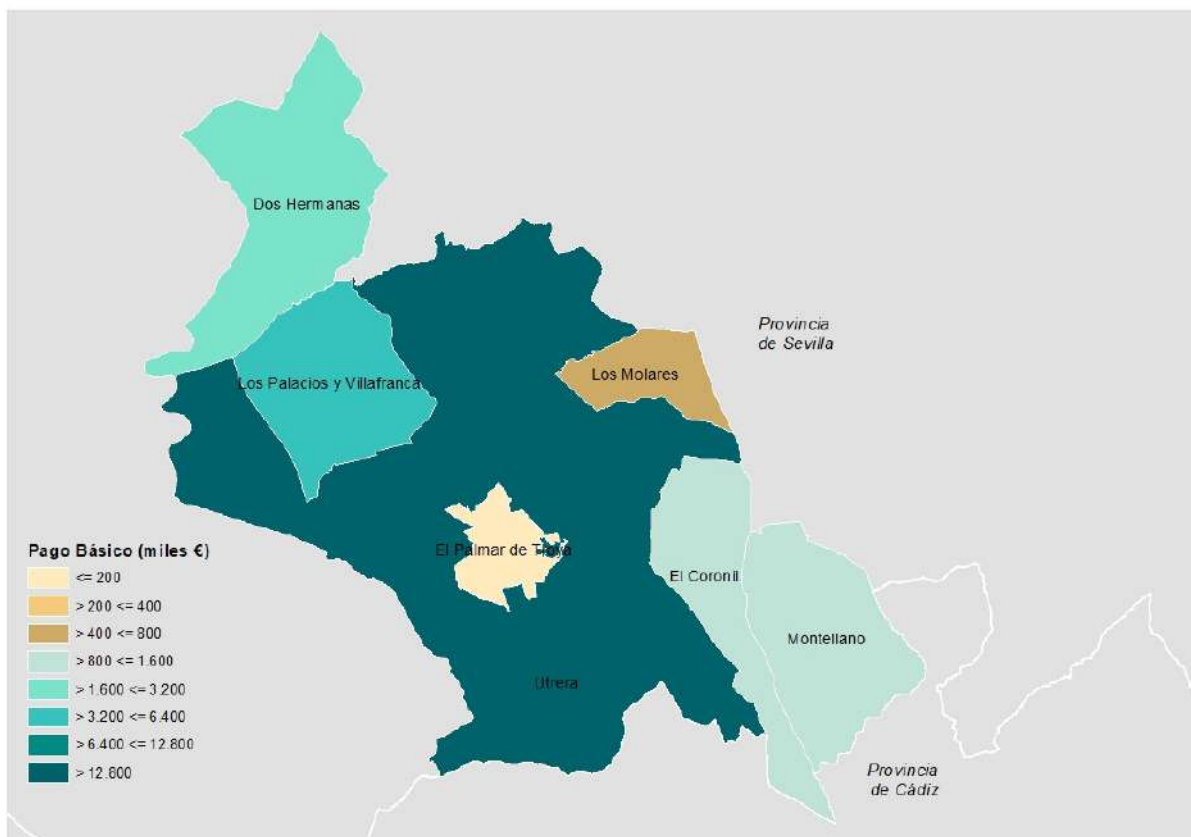 Dos Hermanas
Provincia
de Sevilla
Los Molares
Los Palacios y Villafranca
El Palmar de Troya
El Coronil
Montellano
Utrera
Provincia
de Cádiz
Pago Básico (miles €)
<= 200
> 200 <= 400
> 400 <= 800
> 800 <= 1.600
> 1.600 <= 3.200
> 3.200 <= 6.400
> 6.400 <= 12.800
> 12.800